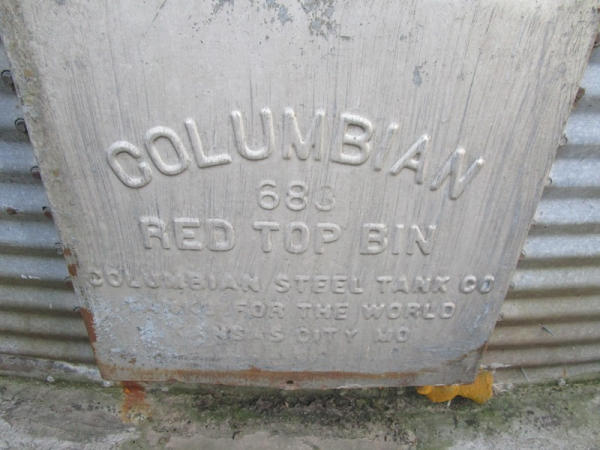 COLUMBIAN
RED TOP BIN
COLUMBIAN STEEL TANK CO
FOR THE WORLD
CITY MO